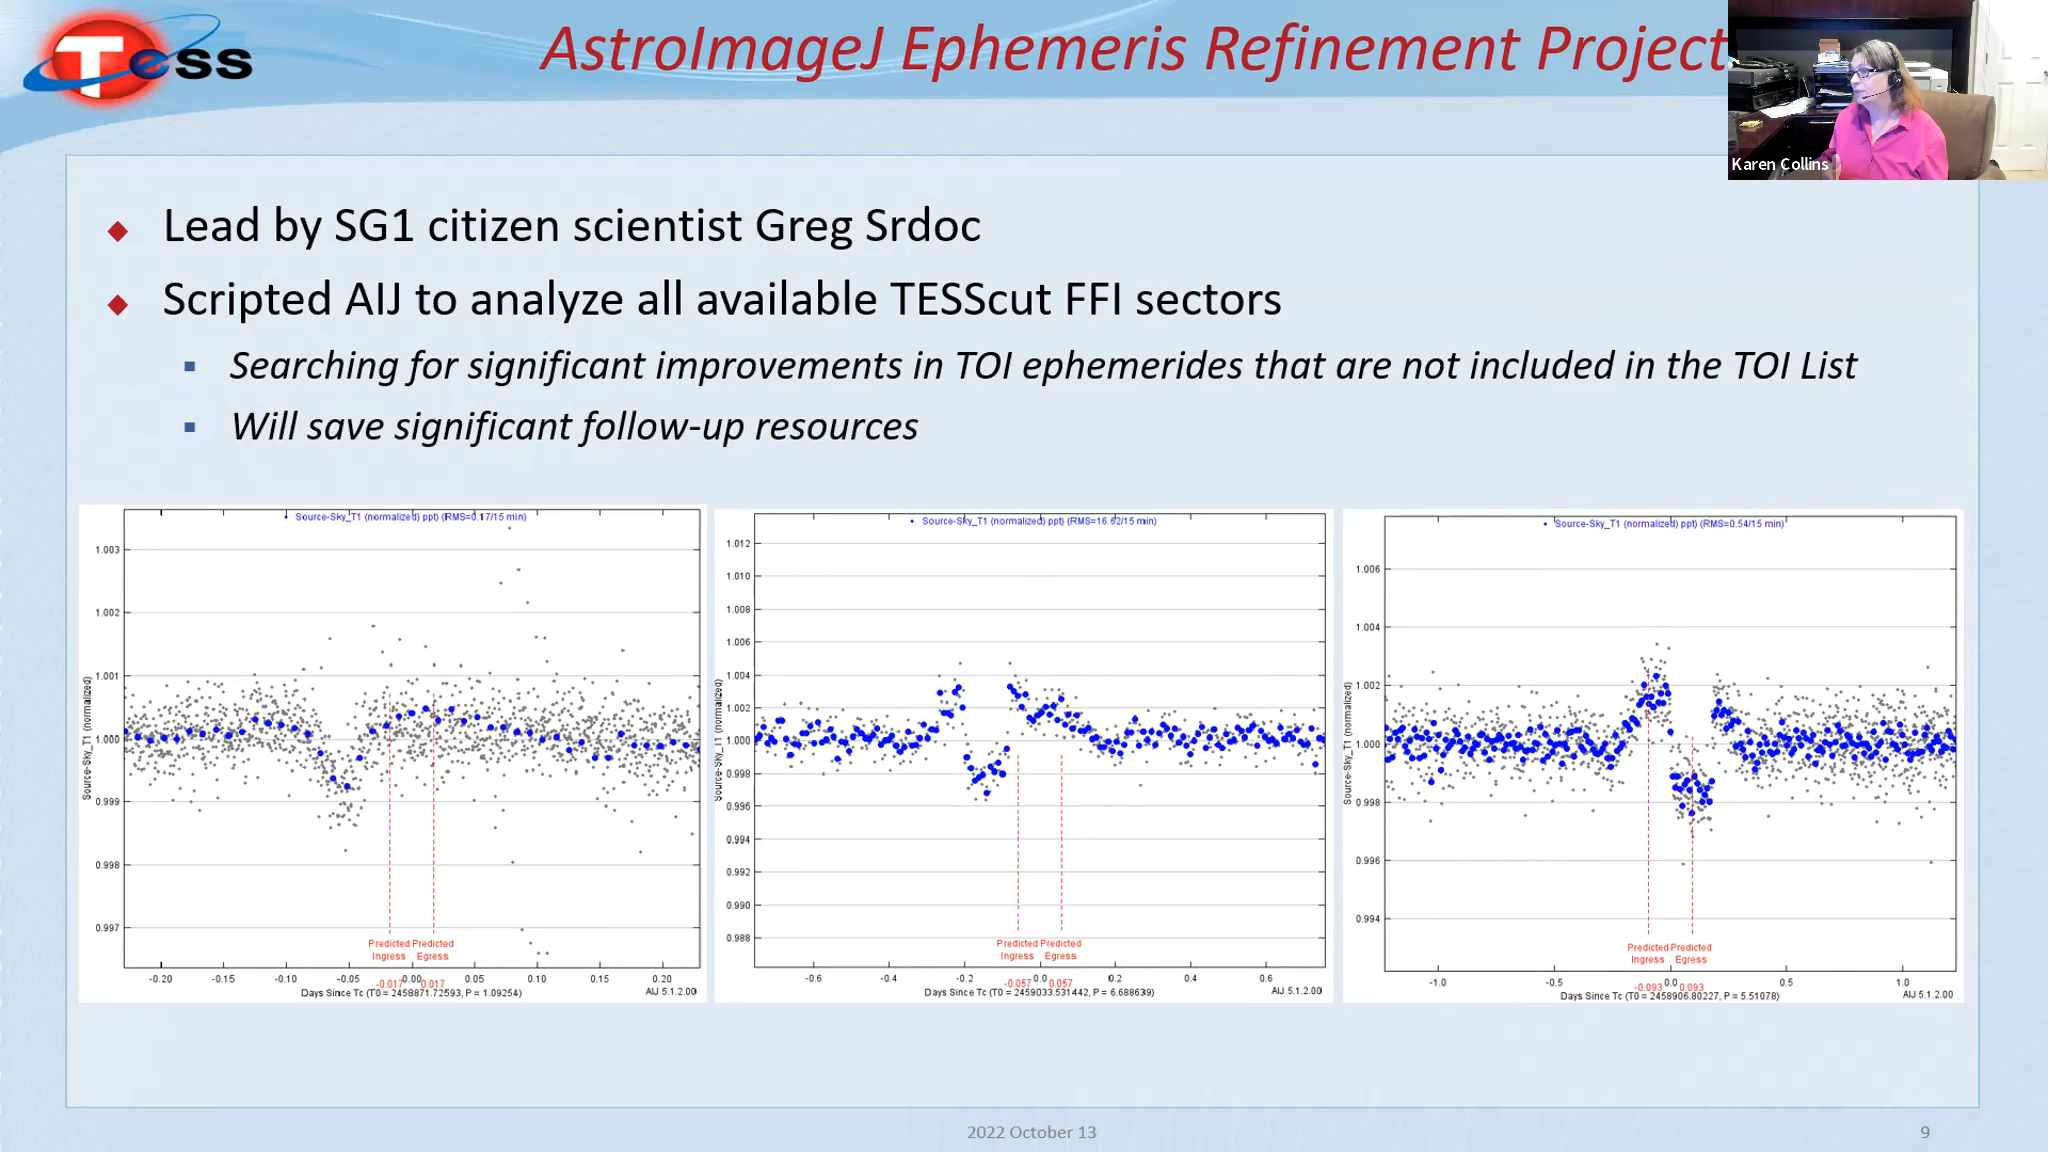 Tess
AstroImageJ Ephemeris Refinement Project
Karen Collins
Lead by SG1 citizen scientist Greg Srdoc
Scripted AIJ to analyze all available TESScut FFI sectors
Searching for significant improvements in TOI ephemerides that are not included in the TOI List
Will save significant follow-up resources
Source-Sky_T1 (normalized) ppt) (RMS=0.17/15 min)
1.003
1.002
1.001
1.000
0.999
0.998
0.997
Source-Sky_T1 (normalized)
Predicted Predicted
Ingress Egress
-0.20 -0.15 -0.10 -0.05 0.00 0.05 0.10 0.15 0.20
-0.017 0.017
Days Since Tc (T0 = 2458871.72593, P = 1.09254)
AIJ 5.1.2.00
Source-Sky_T1 (normalized) ppt) (RMS=16.62/15 min)
1.012
1.010
1.008
1.006
1.004
1.002
1.000
0.998
0.996
0.994
0.992
0.990
0.988
Source-Sky_T1 (normalized)
Predicted Predicted
Ingress Egress
-0.6 -0.4 -0.2 0.0 0.2 0.4 0.6
-0.057 0.057
Days Since Tc (T0 = 2459033.531442, P = 6.688639)
AIJ 5.1.2.00
Source-Sky_T1 (normalized) ppt) (RMS=0.54/15 min)
1.006
1.004
1.002
1.000
0.998
0.996
0.994
Source-Sky_T1 (normalized)
Predicted Predicted
Ingress Egress
-1.0 -0.5 0.0 0.5 1.0
-0.093 0.093
Days Since Tc (T0 = 2458906.80227, P = 5.51078)
AIJ 5.1.2.00
2022 October 13
9